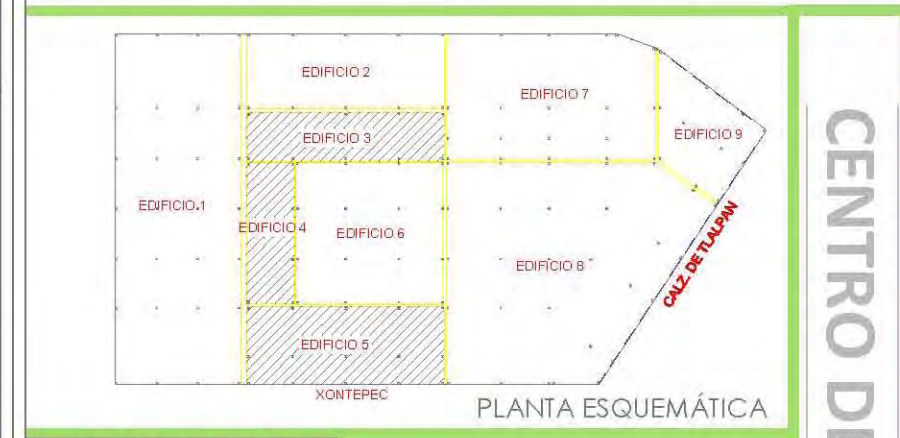 EDIFICIO 2
EDIFICIO 7
EDIFICIO 3
EDIFICIO 9
EDIFICIO 1
EDIFICIO 4
EDIFICIO 6
EDIFICIO 8
CALZ. DE TLALPAN
EDIFICIO 5
XONTEPEC
PLANTA ESQUEMÁTICA
CENTRO DE